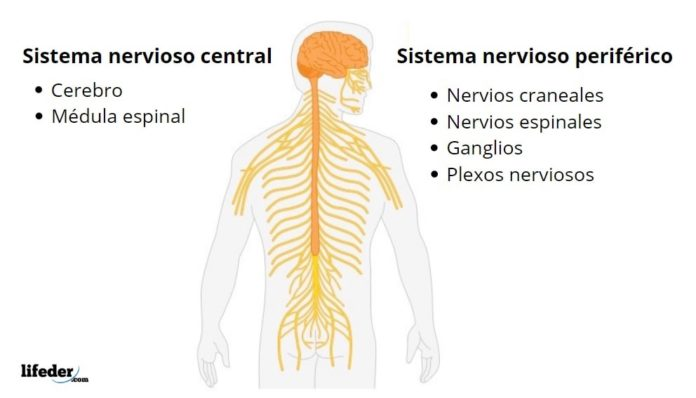 Sistema nervioso central
• Cerebro
• Médula espinal
Sistema nervioso periférico
• Nervios craneales
• Nervios espinales
• Ganglios
• Plexos nerviosos
lifeder.com